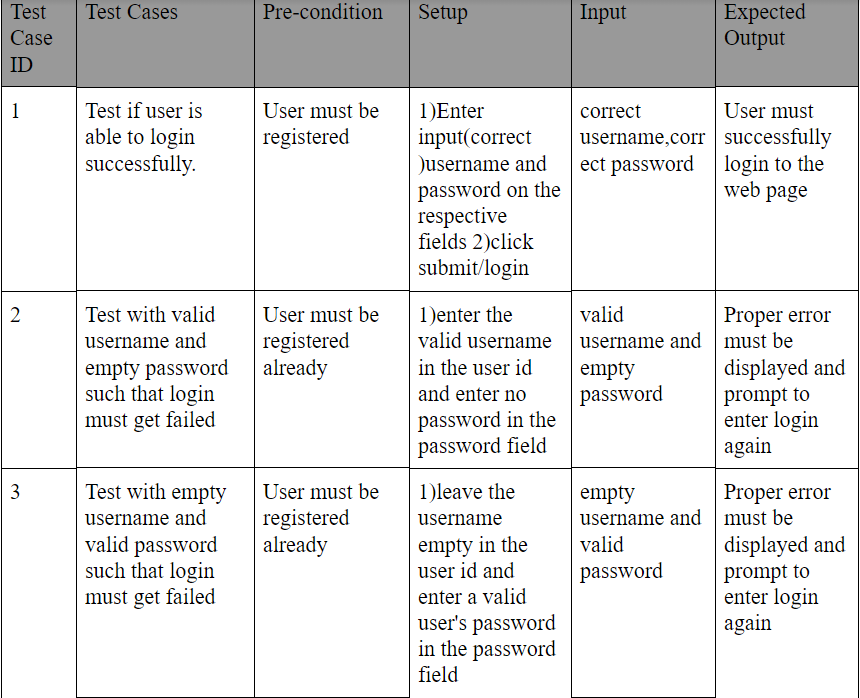 Test Case ID
Test Cases
Pre-condition
Setup
Input
Expected Output
1
Test if user is
able to login
successfully.
User must be
registered
1)Enter
input(correct
)username and
password on the
respective
fields 2)click
submit/login
correct
username,corr
ect password
User must
successfully
login to the
web page
2
Test with valid
username and
empty password
such that login
must get failed
User must be
registered
already
1)enter the
valid username
in the user id
and enter no
password in the
password field
valid
username and
empty
password
Proper error
must be
displayed and
prompt to
enter login
again
3
Test with empty
username and
valid password
such that login
must get failed
User must be
registered
already
1)leave the
username
empty in the
user id and
enter a valid
user's password
in the password
field
empty
username and
valid
password
Proper error
must be
displayed and
prompt to
enter login
again